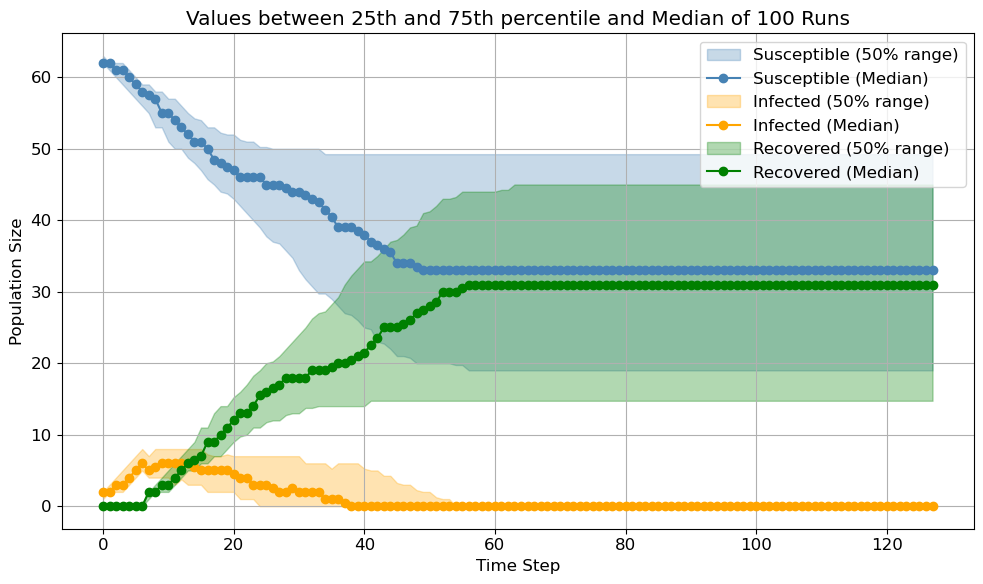 Values between 25th and 75th percentile and Median of 100 Runs
Susceptible (50% range)
Susceptible (Median)
Infected (50% range)
Infected (Median)
Recovered (50% range)
Recovered (Median)
Population Size
60
50
40
30
20
10
0
0 20 40 60 80 100 120
Time Step